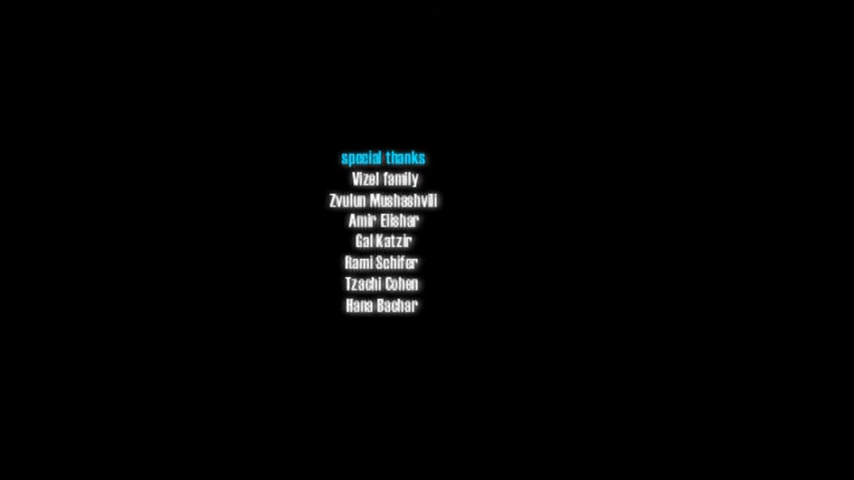 special thanks
Vizel family
Zvulun Mushashvili
Amir Elishar
Gal Katzir
Rami Schifer
Tzachi Cohen
Hana Bachar